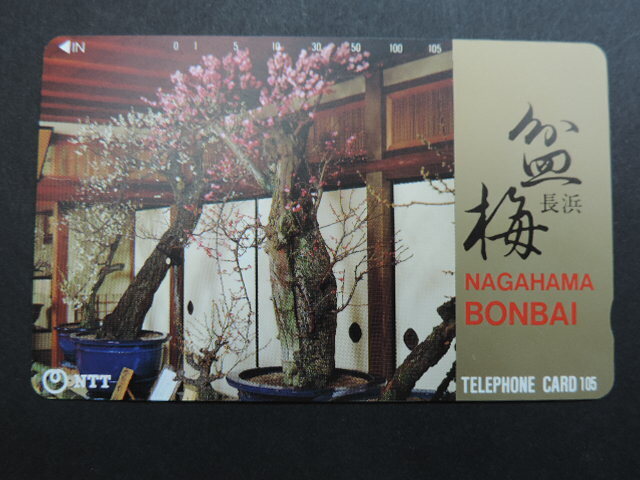 ◀IN
0 1 5 10 30 50 100 105
盆
梅
長浜
NAGAHAMA
BONBAI
NTT
TELEPHONE CARD 105